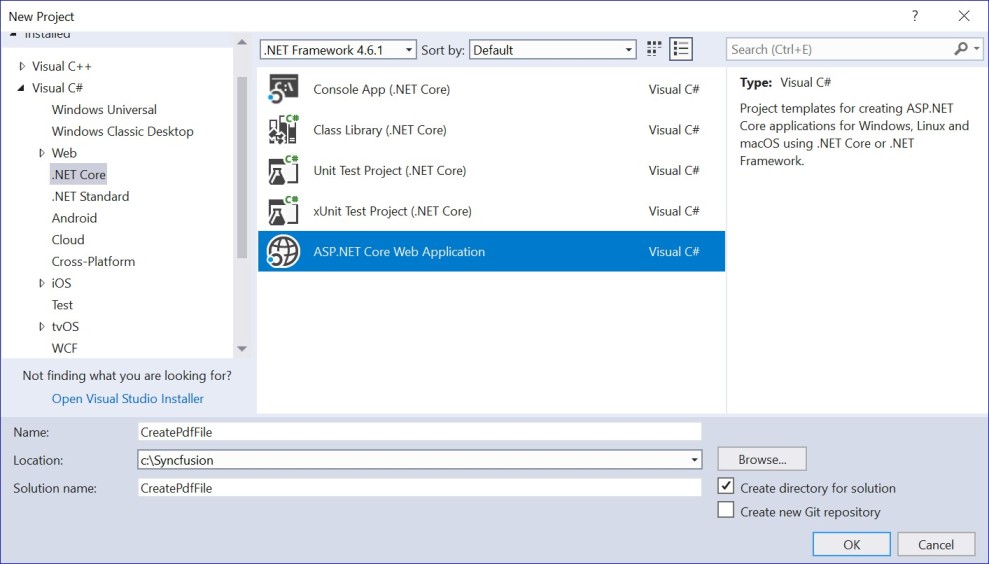 New Project
Installed
Visual C++
Visual C#
Windows Universal
Windows Classic Desktop
Web
.NET Core
.NET Standard
Android
Cloud
Cross-Platform
iOS
Test
tvOS
WCF
Not finding what you are looking for?
Open Visual Studio Installer
.NET Framework 4.6.1
Sort by: Default
Console App (.NET Core) Visual C#
Class Library (.NET Core) Visual C#
Unit Test Project (.NET Core) Visual C#
xUnit Test Project (.NET Core) Visual C#
ASP.NET Core Web Application Visual C#
Search (Ctrl+E)
Type: Visual C#
Project templates for creating ASP.NET
Core applications for Windows, Linux and
macOS using .NET Core or .NET
Framework.
Name: CreatePdfFile
Location: c:\Syncfusion
Browse...
Solution name: CreatePdfFile
Create directory for solution
Create new Git repository
OK
Cancel